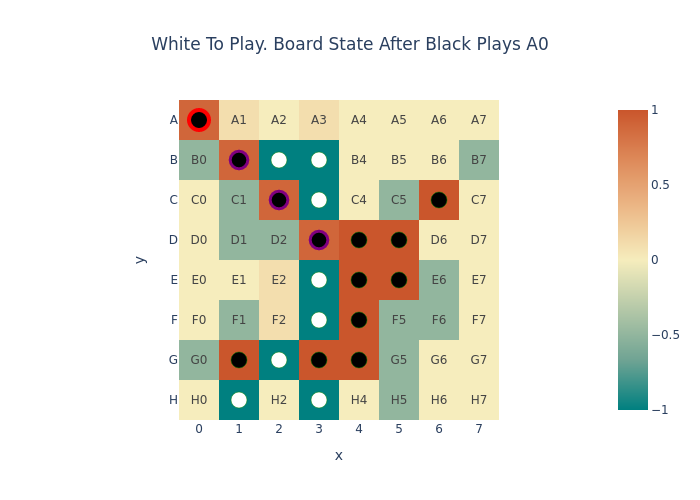 White To Play. Board State After Black Plays A0
A A1 A2 A3 A4 A5 A6 A7
B B0 B4 B5 B6 B7
C C0 C1 C4 C5 C7
D D0 D1 D2 D6 D7
E E0 E1 E2 E6 E7
F F0 F1 F2 F5 F6 F7
G G0 G5 G6 G7
H H0 H2 H4 H5 H6 H7
0 1 2 3 4 5 6 7
x
y
1
0.5
0
−0.5
−1